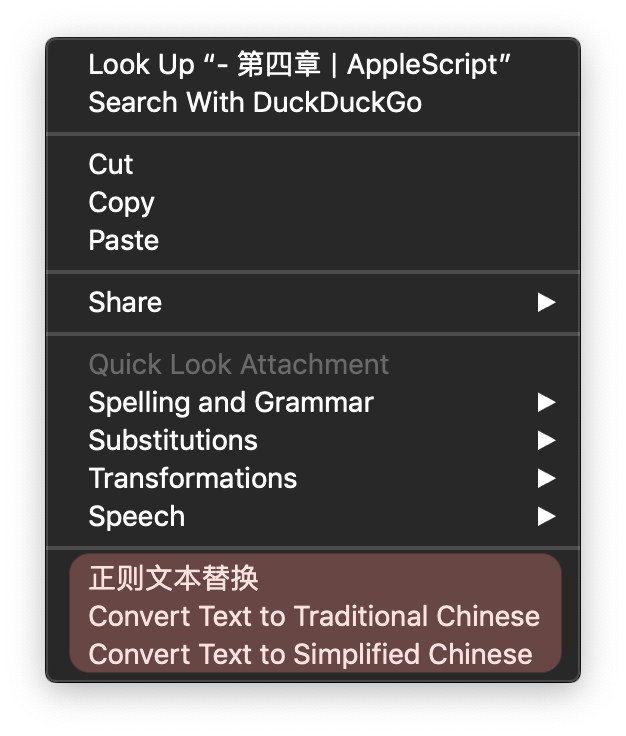 Look Up “- 第四章 | AppleScript”
Search With DuckDuckGo
Cut
Copy
Paste
Share
Quick Look Attachment
Spelling and Grammar
Substitutions
Transformations
Speech
正则文本替换
Convert Text to Traditional Chinese
Convert Text to Simplified Chinese